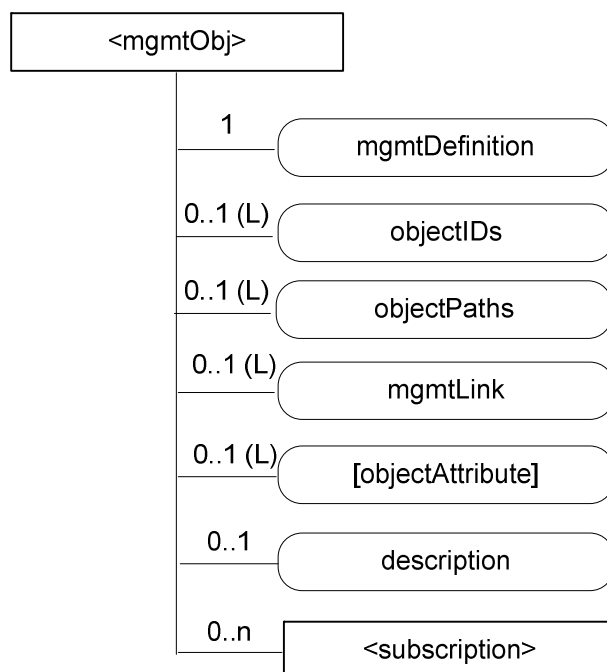 <mgmtObj>
1
mgmtDefinition
0..1 (L)
objectIDs
0..1 (L)
objectPaths
0..1 (L)
mgmtLink
0..1 (L)
[objectAttribute]
0..1
description
0..n
<subscription>